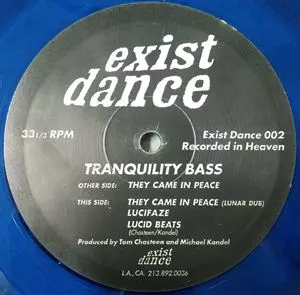 exist
dance
33 1/3 RPM
Exist Dance 002
Recorded in Heaven
TRANQUILITY BASS
OTHER SIDE: THEY CAME IN PEACE
THIS SIDE: THEY CAME IN PEACE (LUNAR DUB)
LUCIFAZE
LUCID BEATS
(Chasteen/Kandel)
Produced by Tom Chasteen and Michael Kandel
exist
dance
L.A., CA. 213.892.0036